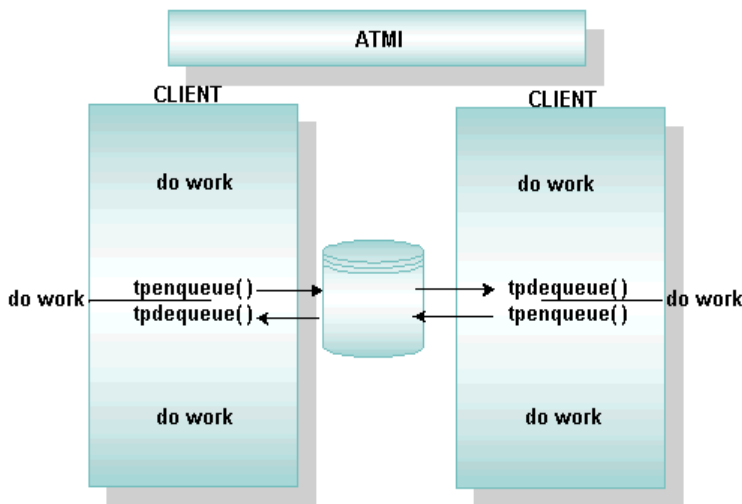 ATMI
CLIENT
CLIENT
do work
do work
tpenqueue()
tpdequeue()
do work
do work
tpdequeue()
tpenqueue()
do work
do work